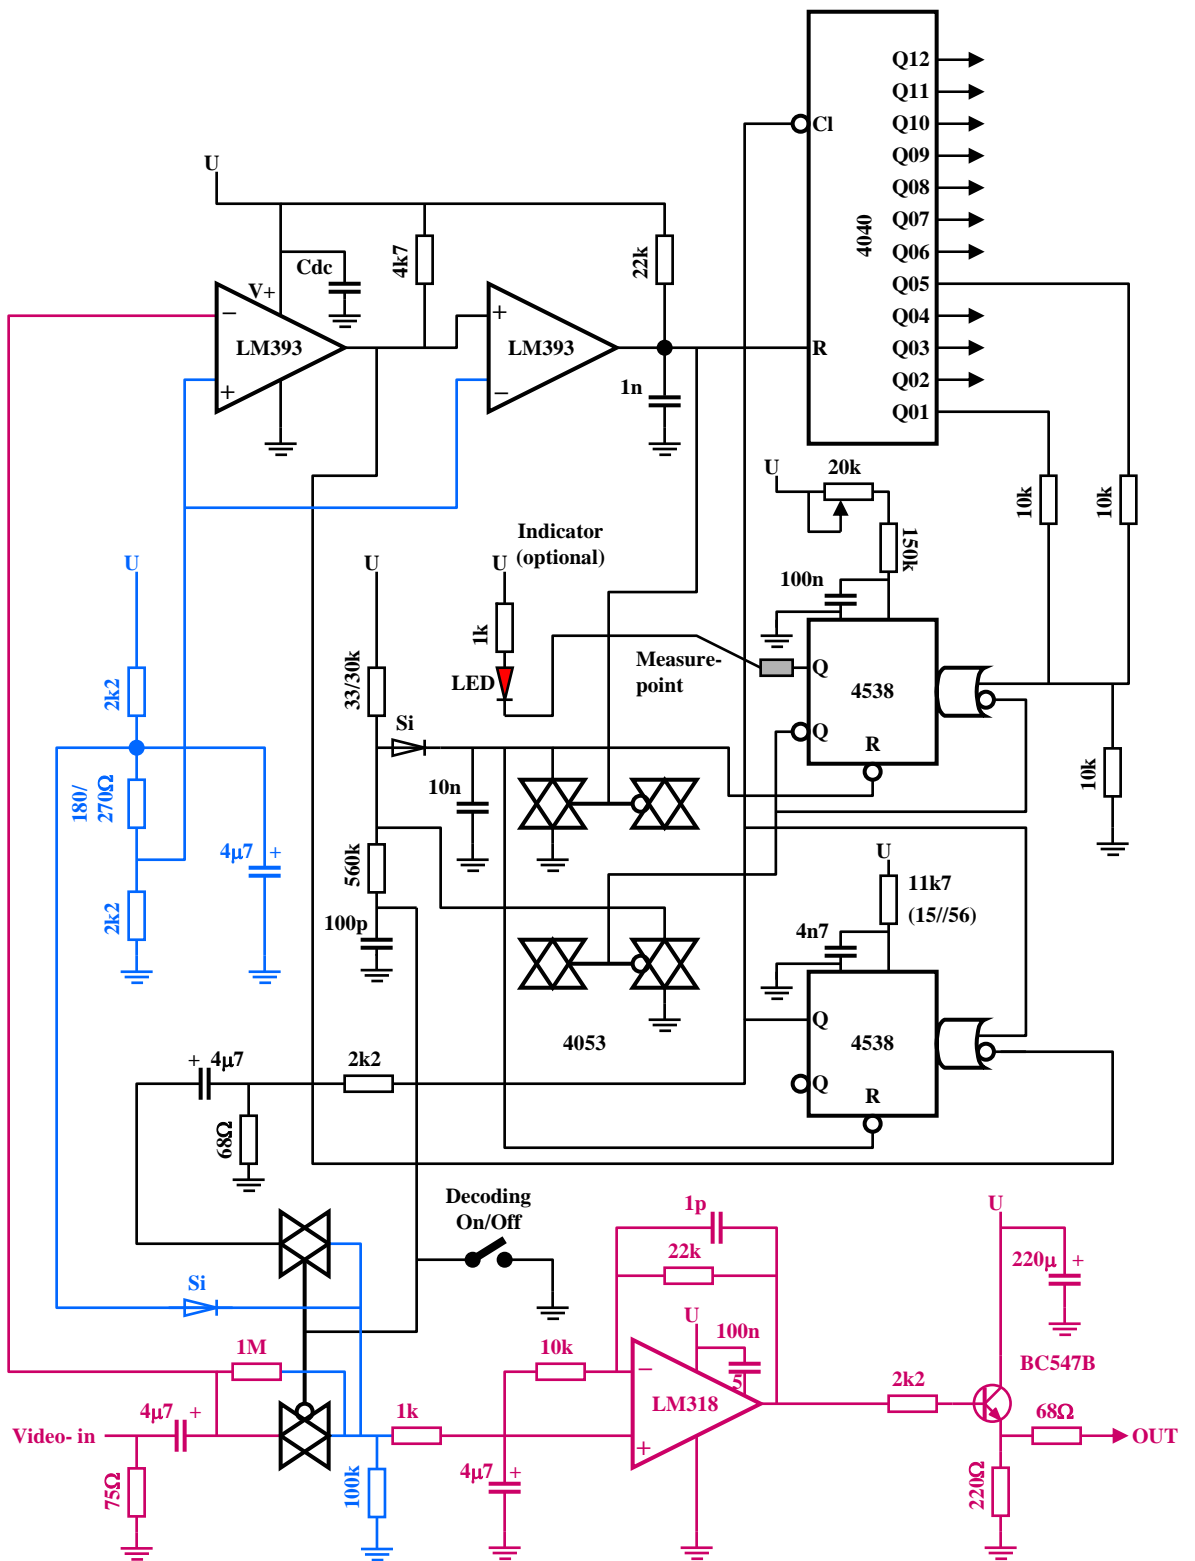 Q12
Q11
Q10
Cl
Q09
U
Q08
Q07
4040
Q06
4k7
22k
Cdc
Q05
V+
−
+
Q04
LM393
LM393
R
Q03
1n
Q02
+
−
Q01
U
20k
10k
10k
Indicator
(optional)
150k
U
U
U
100n
1k
33/30k
Measure-
point
Q
4538
2k2
LED
Si
Q
R
180/
270Ω
10n
10k
4µ7
+
560k
U
11k7
(15//56)
2k2
100p
4n7
4053
Q
4538
+
4µ7
2k2
Q
R
68Ω
Decoding
On/Off
1p
U
22k
220µ
+
Si
U
100n
1M
10k
BC547B
−
5
2k2
LM318
4µ7
+
1k
68Ω
Video- in
OUT
+
4µ7
+
75Ω
100k
220Ω